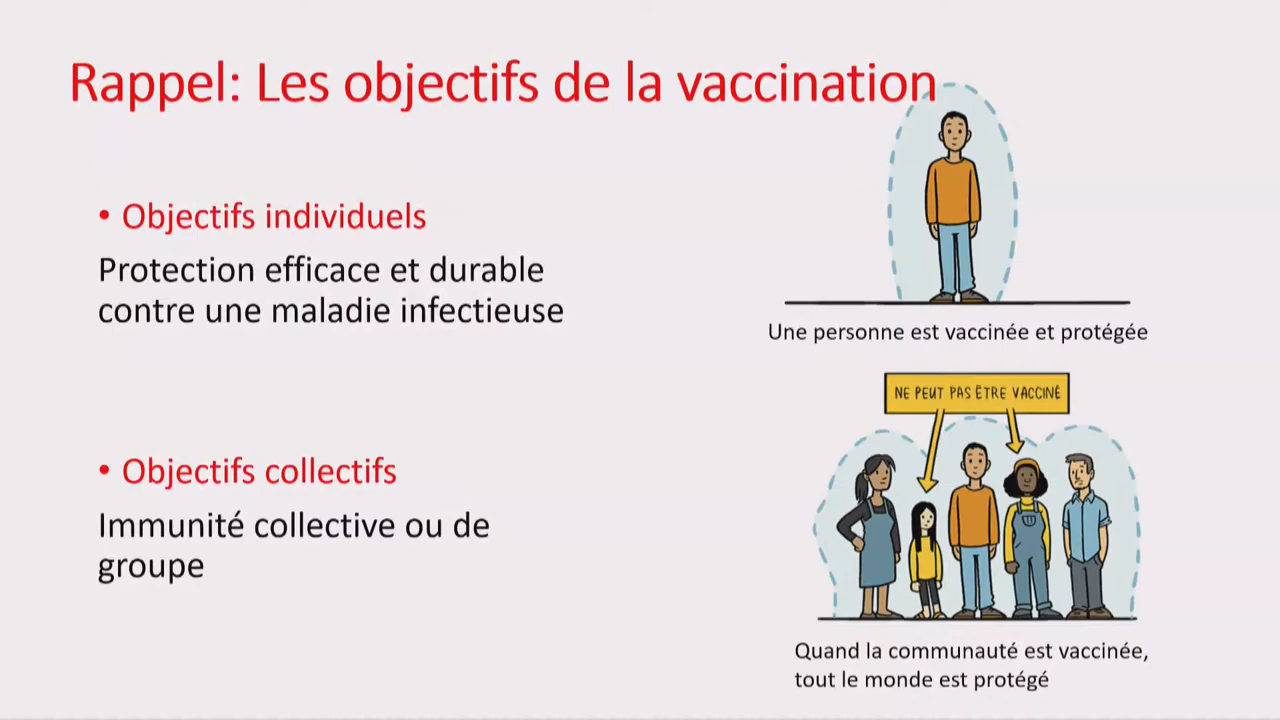 Rappel: Les objectifs de la vaccination
• Objectifs individuels
Protection efficace et durable
contre une maladie infectieuse
Une personne est vaccinée et protégée
NE PEUT PAS ÊTRE VACCINÉ
• Objectifs collectifs
Immunité collective ou de
groupe
Quand la communauté est vaccinée,
tout le monde est protégé